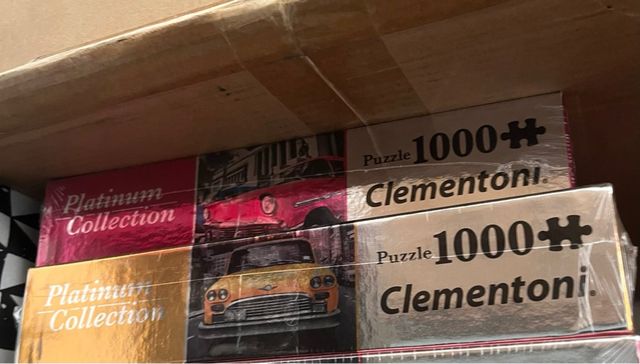 Platinum
Collection
Puzzle 1000
Clementoni.
Platinum
Collection
Puzzle 1000
Clementoni.